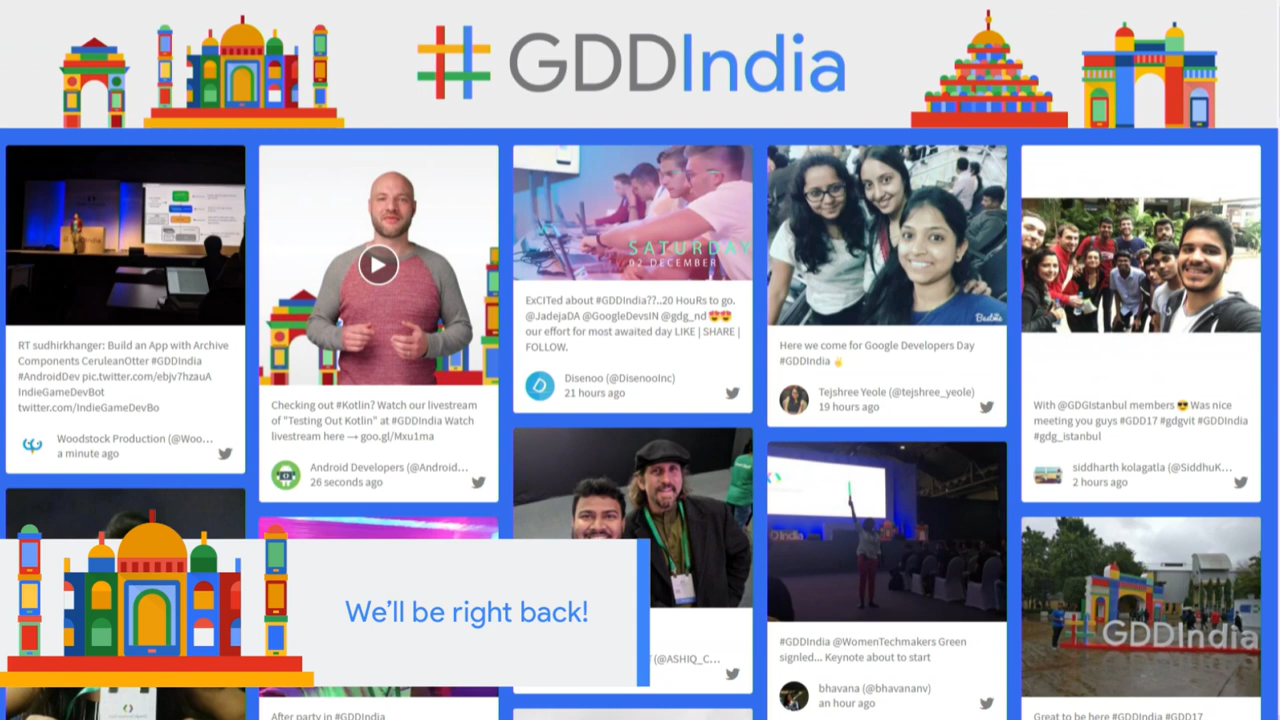 #GDDIndia
RT sudhirkhanger: Build an App with Archive
Components CeruleanOtter #GDDIndia
#AndroidDev pic.twitter.com/ebjv7hzauA
IndieGameDevBot
twitter.com/IndieGameDevBo
Woodstock Production (@Woo...
a minute ago
Checking out #Kotlin? Watch our livestream
of "Testing Out Kotlin" at #GDDIndia Watch
livestream here → goo.gl/Mxu1ma
Android Developers (@Android...
26 seconds ago
After party in #GDDIndia
SATURDAY
02 DECEMBER
ExCITed about #GDDIndia??..20 HouRs to go.
@JadejaDA @GoogleDevsIN @gdg_nd 😍😍
our effort for most awaited day LIKE | SHARE |
FOLLOW.
Disenoo (@DisenooInc)
21 hours ago
(@ASHIQ_C...
Here we come for Google Developers Day
#GDDIndia ✌
Tejshree Yeole (@tejshree_yeole)
19 hours ago
#GDDIndia @WomenTechmakers Green
signled... Keynote about to start
bhavana (@bhavananv)
an hour ago
With @GDGIstanbul members 😎 Was nice
meeting you guys #GDD17 #gdgvit #GDDIndia
#gdg_istanbul
siddharth kolagatla (@SiddhuK...
2 hours ago
#GDDIndia
Great to be here #GDDIndia #GDD17
We'll be right back!